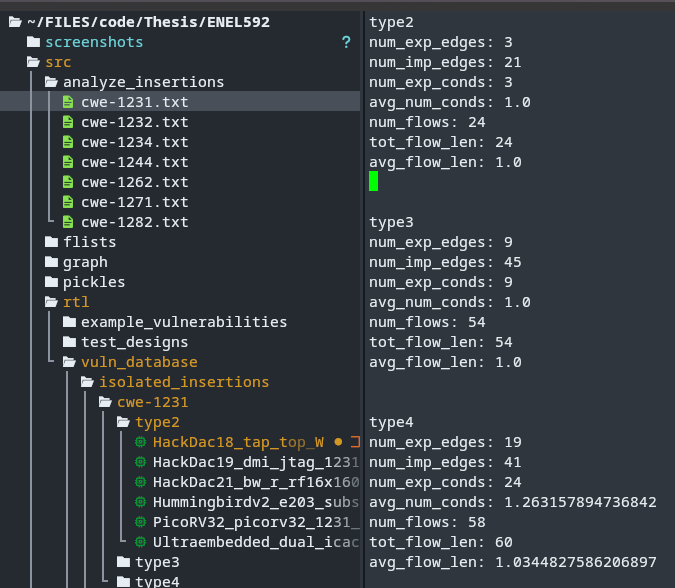 ~/FILES/code/Thesis/ENEL592
screenshots ?
src
analyze_insertions
cwe-1231.txt
cwe-1232.txt
cwe-1234.txt
cwe-1244.txt
cwe-1262.txt
cwe-1271.txt
cwe-1282.txt
flists
graph
pickles
rtl
example_vulnerabilities
test_designs
vuln_database
isolated_insertions
cwe-1231
type2
HackDac18_tap_top_W
HackDac19_dmi_jtag_1231
HackDac21_bw_r_rf16x160
Hummingbirdv2_e203_subs
PicoRV32_picorv32_1231_
Ultraembedded_dual_icac
type3
type4
type2
num_exp_edges: 3
num_imp_edges: 21
num_exp_conds: 3
avg_num_conds: 1.0
num_flows: 24
tot_flow_len: 24
avg_flow_len: 1.0
type3
num_exp_edges: 9
num_imp_edges: 45
num_exp_conds: 9
avg_num_conds: 1.0
num_flows: 54
tot_flow_len: 54
avg_flow_len: 1.0
type4
num_exp_edges: 19
num_imp_edges: 41
num_exp_conds: 24
avg_num_conds: 1.263157894736842
num_flows: 58
tot_flow_len: 60
avg_flow_len: 1.0344827586206897